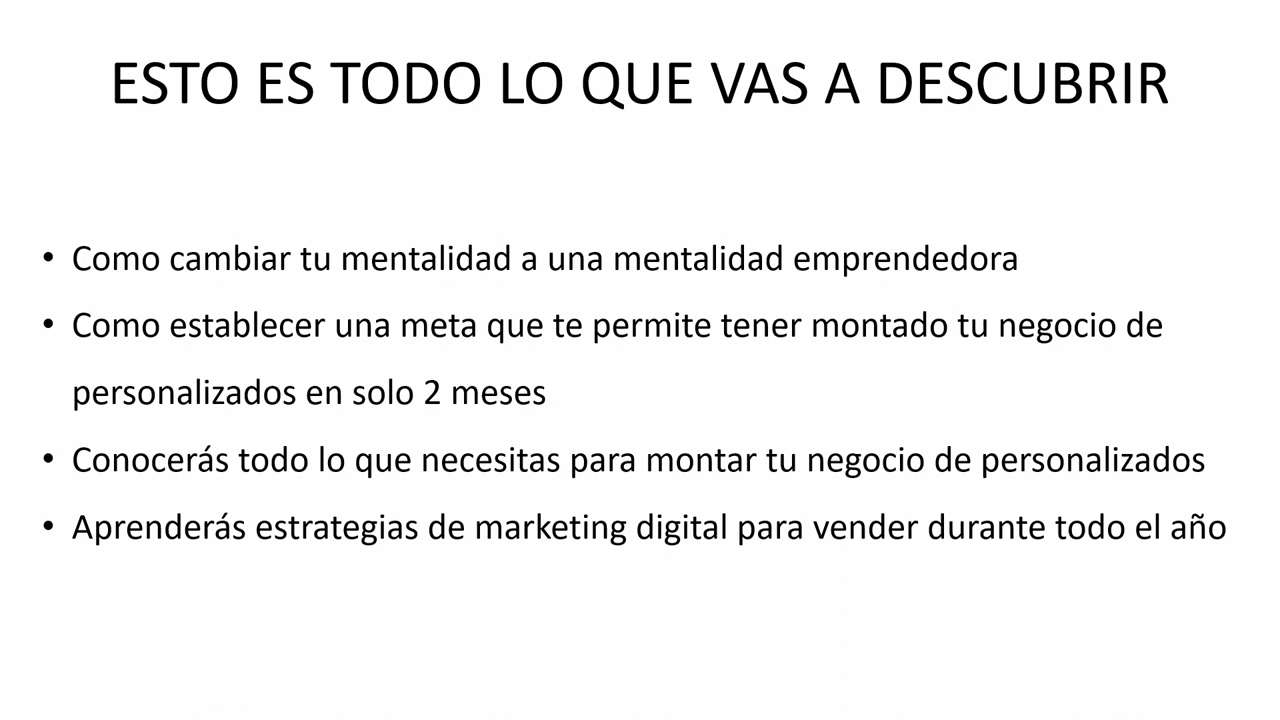 ESTO ES TODO LO QUE VAS A DESCUBRIR
• Como cambiar tu mentalidad a una mentalidad emprendedora
• Como establecer una meta que te permite tener montado tu negocio de
personalizados en solo 2 meses
• Conocerás todo lo que necesitas para montar tu negocio de personalizados
• Aprenderás estrategias de marketing digital para vender durante todo el año